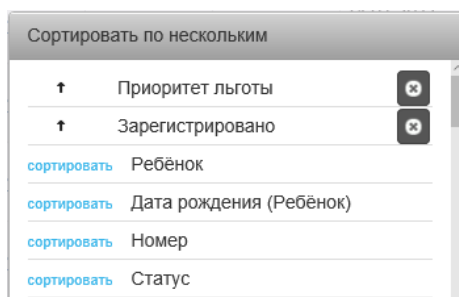 Сортировать по нескольким
Приоритет льготы
Зарегистрировано
сортировать Ребёнок
сортировать Дата рождения (Ребёнок)
сортировать Номер
сортировать Статус